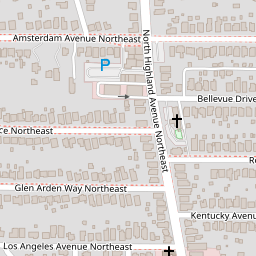 Amsterdam Avenue Northeast
North Highland Avenue Northeast
P
Bellevue Drive
ce Northeast
Glen Arden Way Northeast
Kentucky Avenu
Los Angeles Avenue Northeast